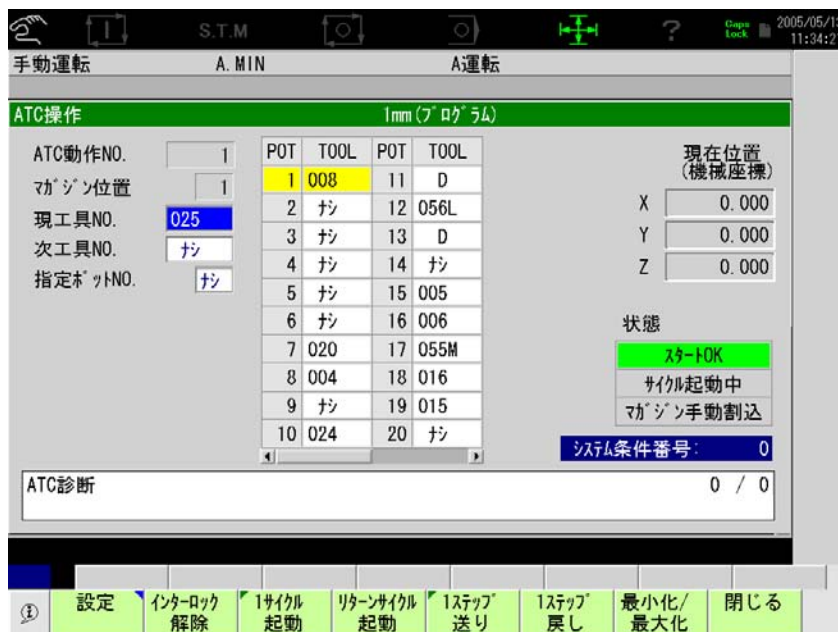 S.T.M ? Caps Lock 2005/05/1
11:34:2
手動運転 A.MIN A運転
ATC操作 1mm(ﾌﾟﾛｸﾞﾗﾑ)
ATC動作NO. 1
ﾏｶﾞｼﾞﾝ位置 1
現工具NO. 025
次工具NO. ﾅｼ
指定ﾎﾟｯﾄNO. ﾅｼ
POT TOOL POT TOOL
1 008 11 D
2 ﾅｼ 12 056L
3 ﾅｼ 13 D
4 ﾅｼ 14 ﾅｼ
5 ﾅｼ 15 005
6 ﾅｼ 16 006
7 020 17 055M
8 004 18 016
9 ﾅｼ 19 015
10 024 20 ﾅｼ
現在位置
(機械座標)
X 0.000
Y 0.000
Z 0.000
状態
ｽﾀｰﾄOK
ｻｲｸﾙ起動中
ﾏｶﾞｼﾞﾝ手動割込
ｼｽﾃﾑ条件番号: 0
ATC診断 0 / 0
設定
ｲﾝﾀｰﾛｯｸ
解除
1ｻｲｸﾙ
起動
ﾘﾀｰﾝｻｲｸﾙ
起動
1ｽﾃｯﾌﾟ
送り
1ｽﾃｯﾌﾟ
戻し
最小化/
最大化
閉じる